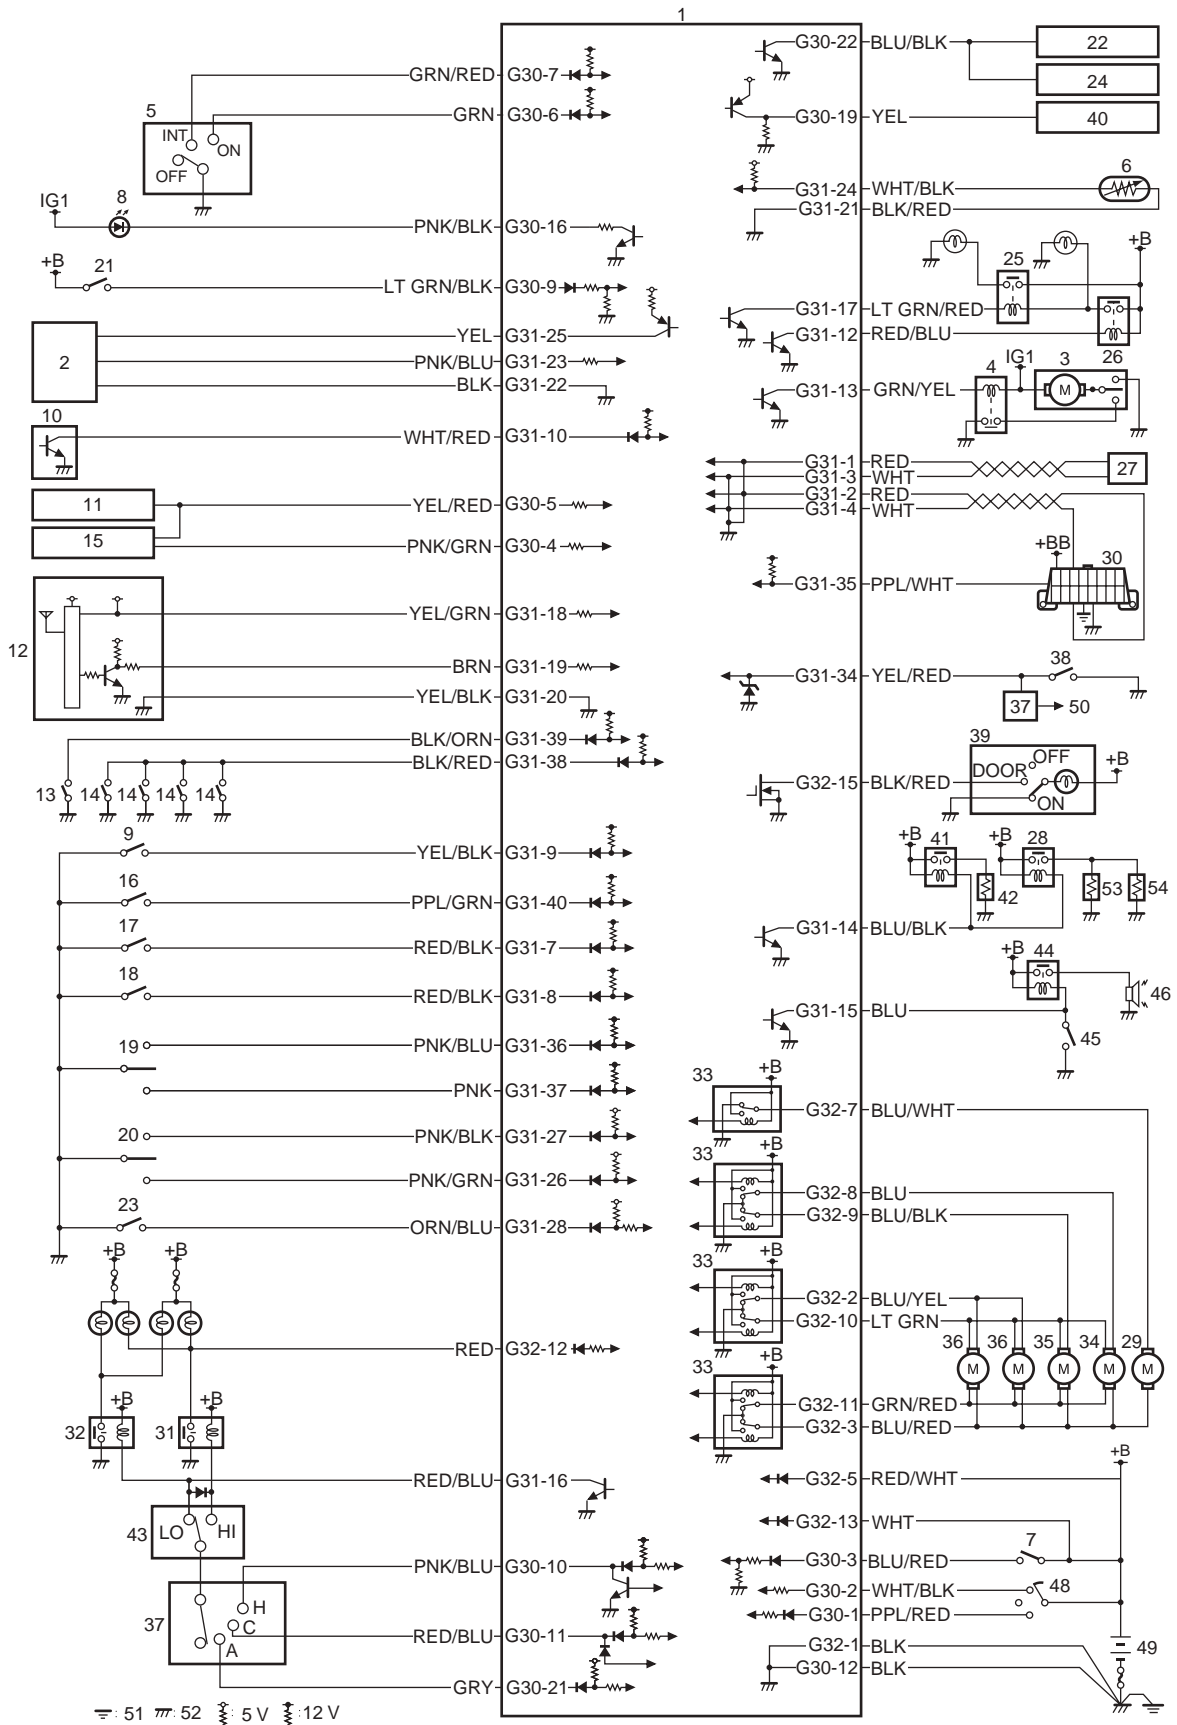 1
GRN/RED G30-7
GRN G30-6
5
INT
ON
OFF
IG1
8
PNK/BLK G30-16
+B
21
LT GRN/BLK G30-9
2
YEL G31-25
PNK/BLU G31-23
BLK G31-22
10
WHT/RED G31-10
11
YEL/RED G30-5
15
PNK/GRN G30-4
12
YEL/GRN G31-18
BRN G31-19
YEL/BLK G31-20
BLK/ORN G31-39
BLK/RED G31-38
13 14 14 14 14
9
YEL/BLK G31-9
16
PPL/GRN G31-40
17
RED/BLK G31-7
18
RED/BLK G31-8
19
PNK/BLU G31-36
PNK G31-37
20
PNK/BLK G31-27
PNK/GRN G31-26
23
ORN/BLU G31-28
+B +B
RED G32-12
+B +B
32 31
RED/BLU G31-16
43
LO HI
PNK/BLU G30-10
37
H
C
A
RED/BLU G30-11
GRY G30-21
: 51 : 52 : 5 V : 12 V
G30-22 BLU/BLK
22
24
G30-19 YEL
40
6
G31-24 WHT/BLK
G31-21 BLK/RED
25
+B
G31-17 LT GRN/RED
G31-12 RED/BLU
4 IG1 3 26
M
G31-13 GRN/YEL
G31-1 RED
G31-3 WHT
27
G31-2 RED
G31-4 WHT
+BB
30
G31-35 PPL/WHT
38
G31-34 YEL/RED
37
50
39
OFF
DOOR
ON
+B
G32-15 BLK/RED
+B 41 +B 28
42 53 54
G31-14 BLU/BLK
+B 44
46
G31-15 BLU
45
33 +B
G32-7 BLU/WHT
33 +B
G32-8 BLU
G32-9 BLU/BLK
33 +B
G32-2 BLU/YEL
G32-10 LT GRN
36 36 35 34 29
M M M M M
33 +B
G32-11 GRN/RED
G32-3 BLU/RED
+B
G32-5 RED/WHT
G32-13 WHT
7
G30-3 BLU/RED
G30-2 WHT/BLK
48
G30-1 PPL/RED
G32-1 BLK
49
G30-12 BLK